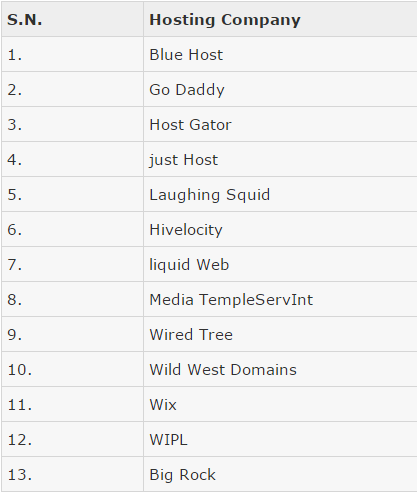 S.N. Hosting Company
1. Blue Host
2. Go Daddy
3. Host Gator
4. just Host
5. Laughing Squid
6. Hivelocity
7. liquid Web
8. Media TempleServInt
9. Wired Tree
10. Wild West Domains
11. Wix
12. WIPL
13. Big Rock